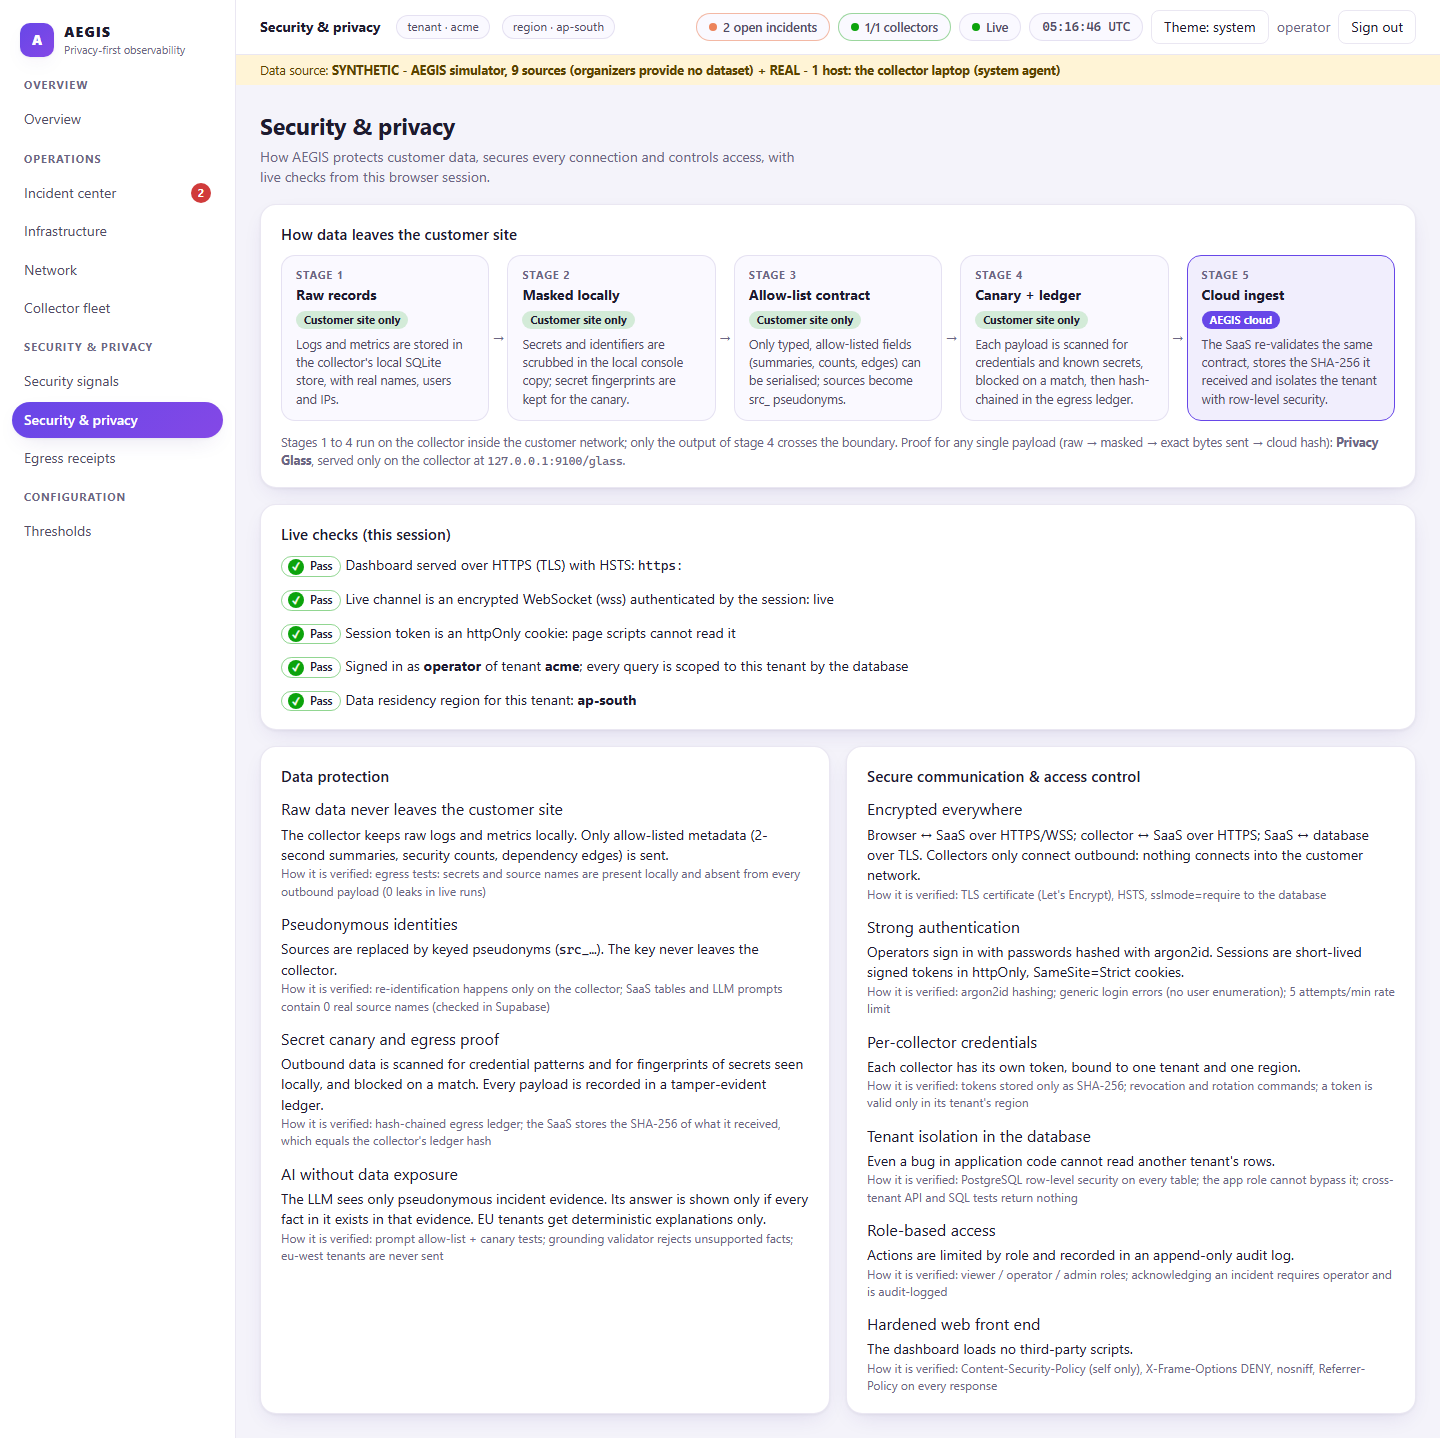 A
AEGIS
Privacy-first observability
OVERVIEW
Overview
OPERATIONS
Incident center
2
Infrastructure
Network
Collector fleet
SECURITY & PRIVACY
Security signals
Security & privacy
Egress receipts
CONFIGURATION
Thresholds
Security & privacy
tenant · acme
region · ap-south
2 open incidents
1/1 collectors
Live
05:16:46 UTC
Theme: system
operator
Sign out
Data source: SYNTHETIC - AEGIS simulator, 9 sources (organizers provide no dataset) + REAL - 1 host: the collector laptop (system agent)
Security & privacy
How AEGIS protects customer data, secures every connection and controls access, with
live checks from this browser session.
How data leaves the customer site
STAGE 1
Raw records
Customer site only
Logs and metrics are stored in
the collector's local SQLite
store, with real names, users
and IPs.
→
STAGE 2
Masked locally
Customer site only
Secrets and identifiers are
scrubbed in the local console
copy; secret fingerprints are
kept for the canary.
→
STAGE 3
Allow-list contract
Customer site only
Only typed, allow-listed fields
(summaries, counts, edges) can
be serialised; sources become
src_ pseudonyms.
→
STAGE 4
Canary + ledger
Customer site only
Each payload is scanned for
credentials and known secrets,
blocked on a match, then hash-
chained in the egress ledger.
→
STAGE 5
Cloud ingest
AEGIS cloud
The SaaS re-validates the same
contract, stores the SHA-256 it
received and isolates the tenant
with row-level security.
Stages 1 to 4 run on the collector inside the customer network; only the output of stage 4 crosses the boundary. Proof for any single payload (raw → masked → exact bytes sent → cloud hash): Privacy
Glass, served only on the collector at 127.0.0.1:9100/glass.
Live checks (this session)
Pass Dashboard served over HTTPS (TLS) with HSTS: https:
Pass Live channel is an encrypted WebSocket (wss) authenticated by the session: live
Pass Session token is an httpOnly cookie: page scripts cannot read it
Pass Signed in as operator of tenant acme; every query is scoped to this tenant by the database
Pass Data residency region for this tenant: ap-south
Data protection
Raw data never leaves the customer site
The collector keeps raw logs and metrics locally. Only allow-listed metadata (2-
second summaries, security counts, dependency edges) is sent.
How it is verified: egress tests: secrets and source names are present locally and absent from every
outbound payload (0 leaks in live runs)
Pseudonymous identities
Sources are replaced by keyed pseudonyms (src_…). The key never leaves the
collector.
How it is verified: re-identification happens only on the collector; SaaS tables and LLM prompts
contain 0 real source names (checked in Supabase)
Secret canary and egress proof
Outbound data is scanned for credential patterns and for fingerprints of secrets seen
locally, and blocked on a match. Every payload is recorded in a tamper-evident
ledger.
How it is verified: hash-chained egress ledger; the SaaS stores the SHA-256 of what it received,
which equals the collector's ledger hash
AI without data exposure
The LLM sees only pseudonymous incident evidence. Its answer is shown only if every
fact in it exists in that evidence. EU tenants get deterministic explanations only.
How it is verified: prompt allow-list + canary tests; grounding validator rejects unsupported facts;
eu-west tenants are never sent
Secure communication & access control
Encrypted everywhere
Browser ↔ SaaS over HTTPS/WSS; collector ↔ SaaS over HTTPS; SaaS ↔ database
over TLS. Collectors only connect outbound: nothing connects into the customer
network.
How it is verified: TLS certificate (Let's Encrypt), HSTS, sslmode=require to the database
Strong authentication
Operators sign in with passwords hashed with argon2id. Sessions are short-lived
signed tokens in httpOnly, SameSite=Strict cookies.
How it is verified: argon2id hashing; generic login errors (no user enumeration); 5 attempts/min rate
limit
Per-collector credentials
Each collector has its own token, bound to one tenant and one region.
How it is verified: tokens stored only as SHA-256; revocation and rotation commands; a token is
valid only in its tenant's region
Tenant isolation in the database
Even a bug in application code cannot read another tenant's rows.
How it is verified: PostgreSQL row-level security on every table; the app role cannot bypass it; cross-
tenant API and SQL tests return nothing
Role-based access
Actions are limited by role and recorded in an append-only audit log.
How it is verified: viewer / operator / admin roles; acknowledging an incident requires operator and
is audit-logged
Hardened web front end
The dashboard loads no third-party scripts.
How it is verified: Content-Security-Policy (self only), X-Frame-Options DENY, nosniff, Referrer-
Policy on every response